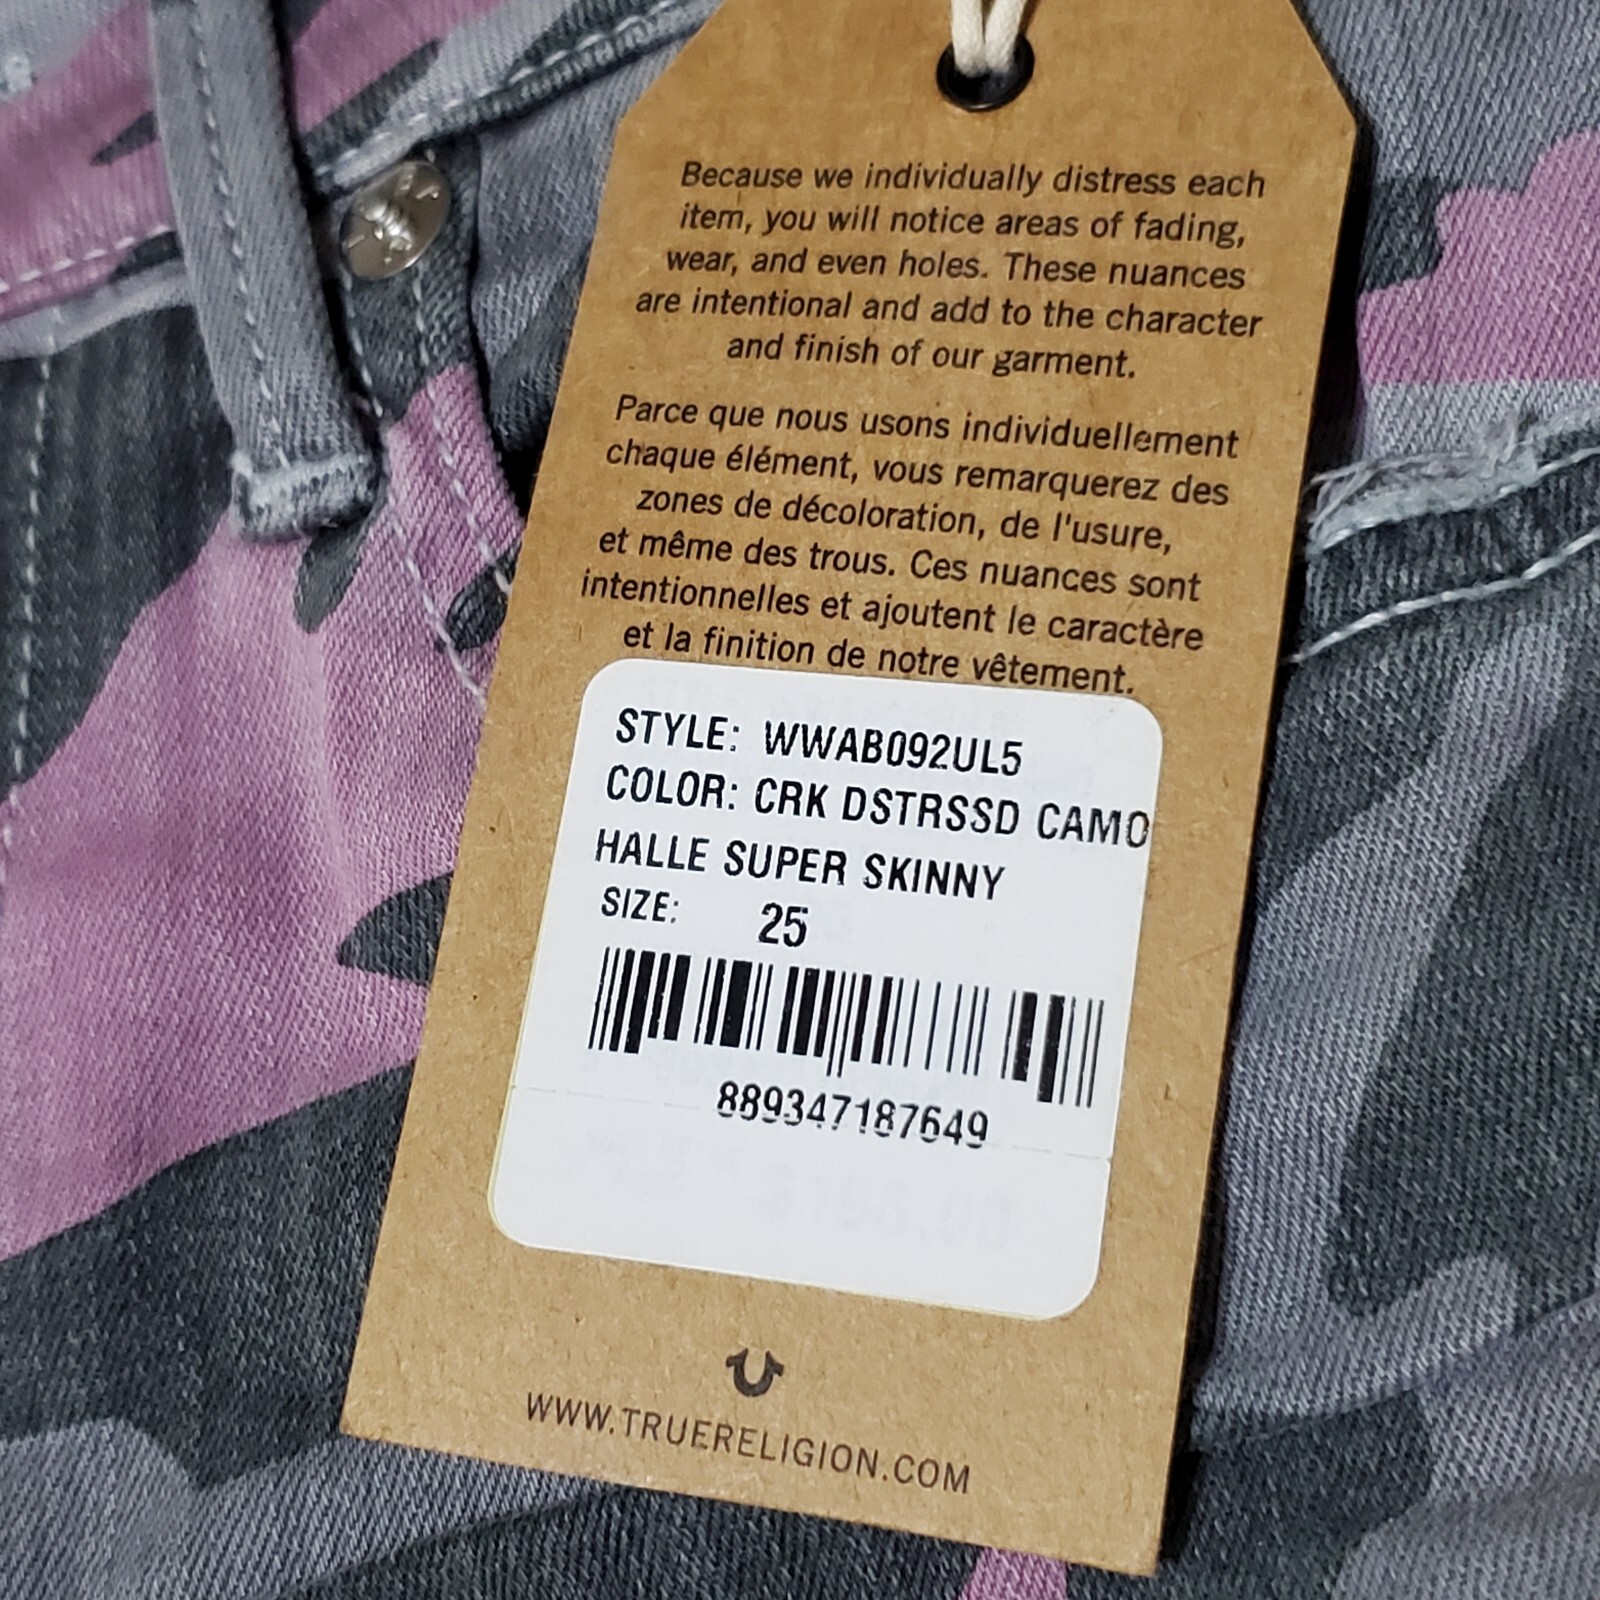 Because we individually distress each
item, you will notice areas of fading,
wear, and even holes. These nuances
are intentional and add to the character
and finish of our garment.
Parce que nous usons individuellement
chaque élément, vous remarquerez des
zones de décoloration, de l'usure,
et même des trous. Ces nuances sont
intentionnelles et ajoutent le caractère
et la finition de notre vêtement.
STYLE: WWAB092UL5
COLOR: CRK DSTRSSD CAMO
HALLE SUPER SKINNY
SIZE: 25
889347187649
WWW.TRUERELIGION.COM